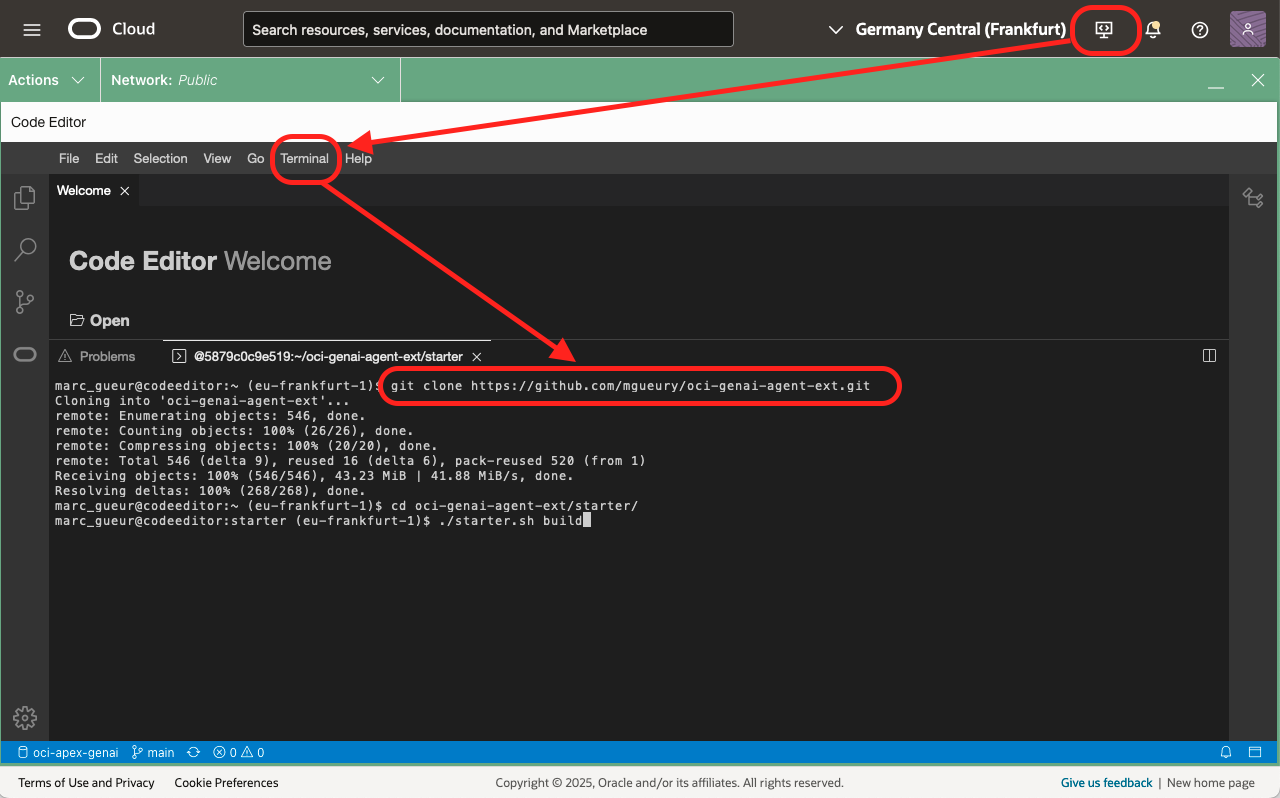 Cloud
Search resources, services, documentation, and Marketplace
Germany Central (Frankfurt)
Actions
Network: Public
Code Editor
File Edit Selection View Go Terminal Help
Welcome
Code Editor Welcome
Open
Problems
@5879c0c9e519:~/oci-genai-agent-ext/starter
marc_gueur@codeeditor:~ (eu-frankfurt-1)$ git clone https://github.com/mgueury/oci-genai-agent-ext.git
Cloning into 'oci-genai-agent-ext'...
remote: Enumerating objects: 546, done.
remote: Counting objects: 100% (26/26), done.
remote: Compressing objects: 100% (20/20), done.
remote: Total 546 (delta 9), reused 16 (delta 6), pack-reused 520 (from 1)
Receiving objects: 100% (546/546), 43.23 MiB | 41.88 MiB/s, done.
Resolving deltas: 100% (268/268), done.
marc_gueur@codeeditor:~ (eu-frankfurt-1)$ cd oci-genai-agent-ext/starter/
marc_gueur@codeeditor:starter (eu-frankfurt-1)$ ./starter.sh build
oci-apex-genai main 0 0
Terms of Use and Privacy Cookie Preferences Copyright © 2025, Oracle and/or its affiliates. All rights reserved. Give us feedback | New home page